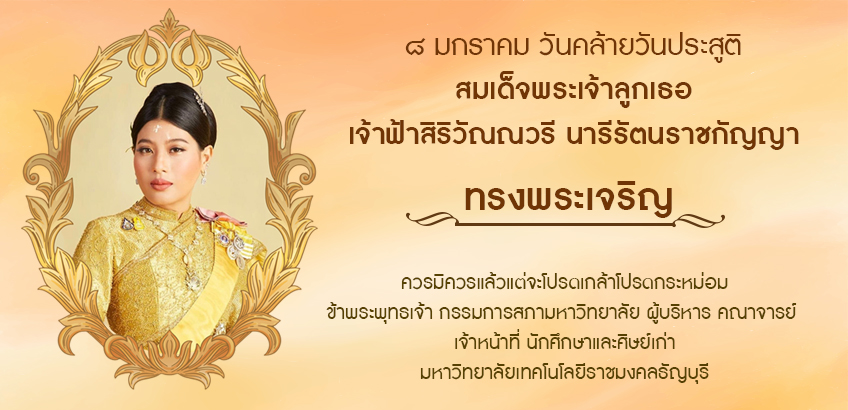 ๘ มกราคม วันคล้ายวันประสูติ
สมเด็จพระเจ้าลูกเธอ
เจ้าฟ้าสิริวัณณวรี นารีรัตนราชกัญญา
ทรงพระเจริญ
ควรมิควรแล้วแต่จะโปรดเกล้าโปรดกระหม่อม
ข้าพระพุทธเจ้า กรรมการสภามหาวิทยาลัย ผู้บริหาร คณาจารย์
เจ้าหน้าที่ นักศึกษาและศิษย์เก่า
มหาวิทยาลัยเทคโนโลยีราชมงคลธัญบุรี